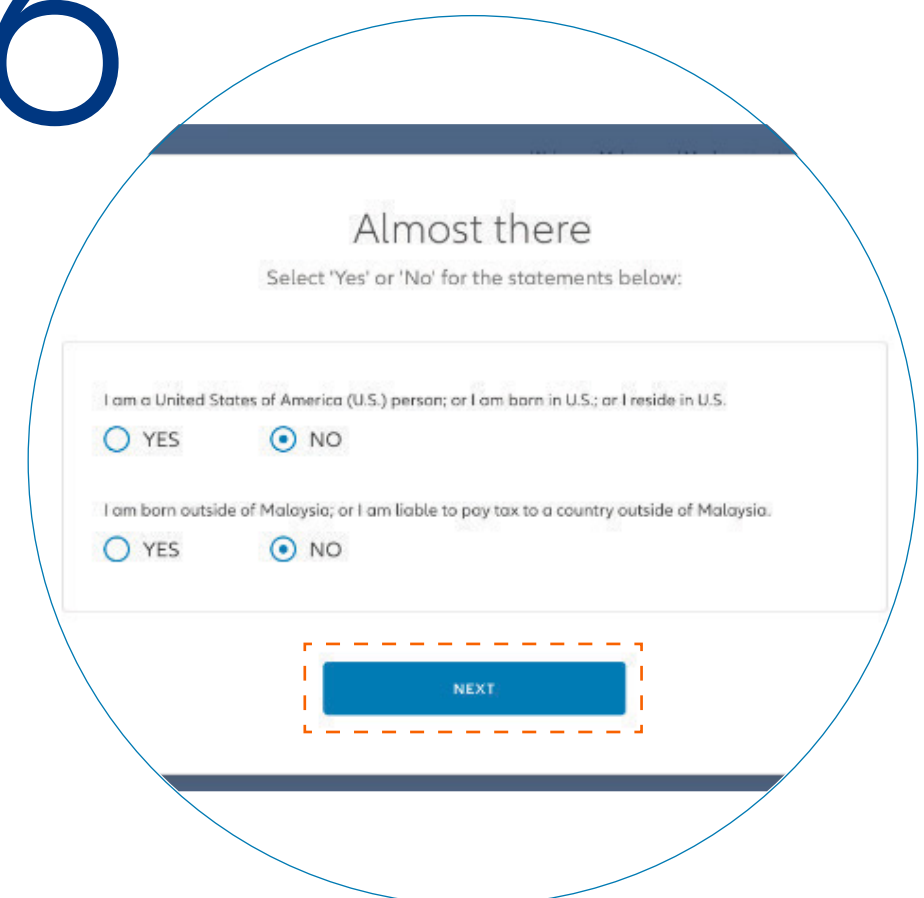 6
Almost there
Select 'Yes' or 'No' for the statements below:
I am a United States of America (U.S.) person; or I am born in U.S.; or I reside in U.S.
YES NO
I am born outside of Malaysia; or I am liable to pay tax to a country outside of Malaysia.
YES NO
NEXT